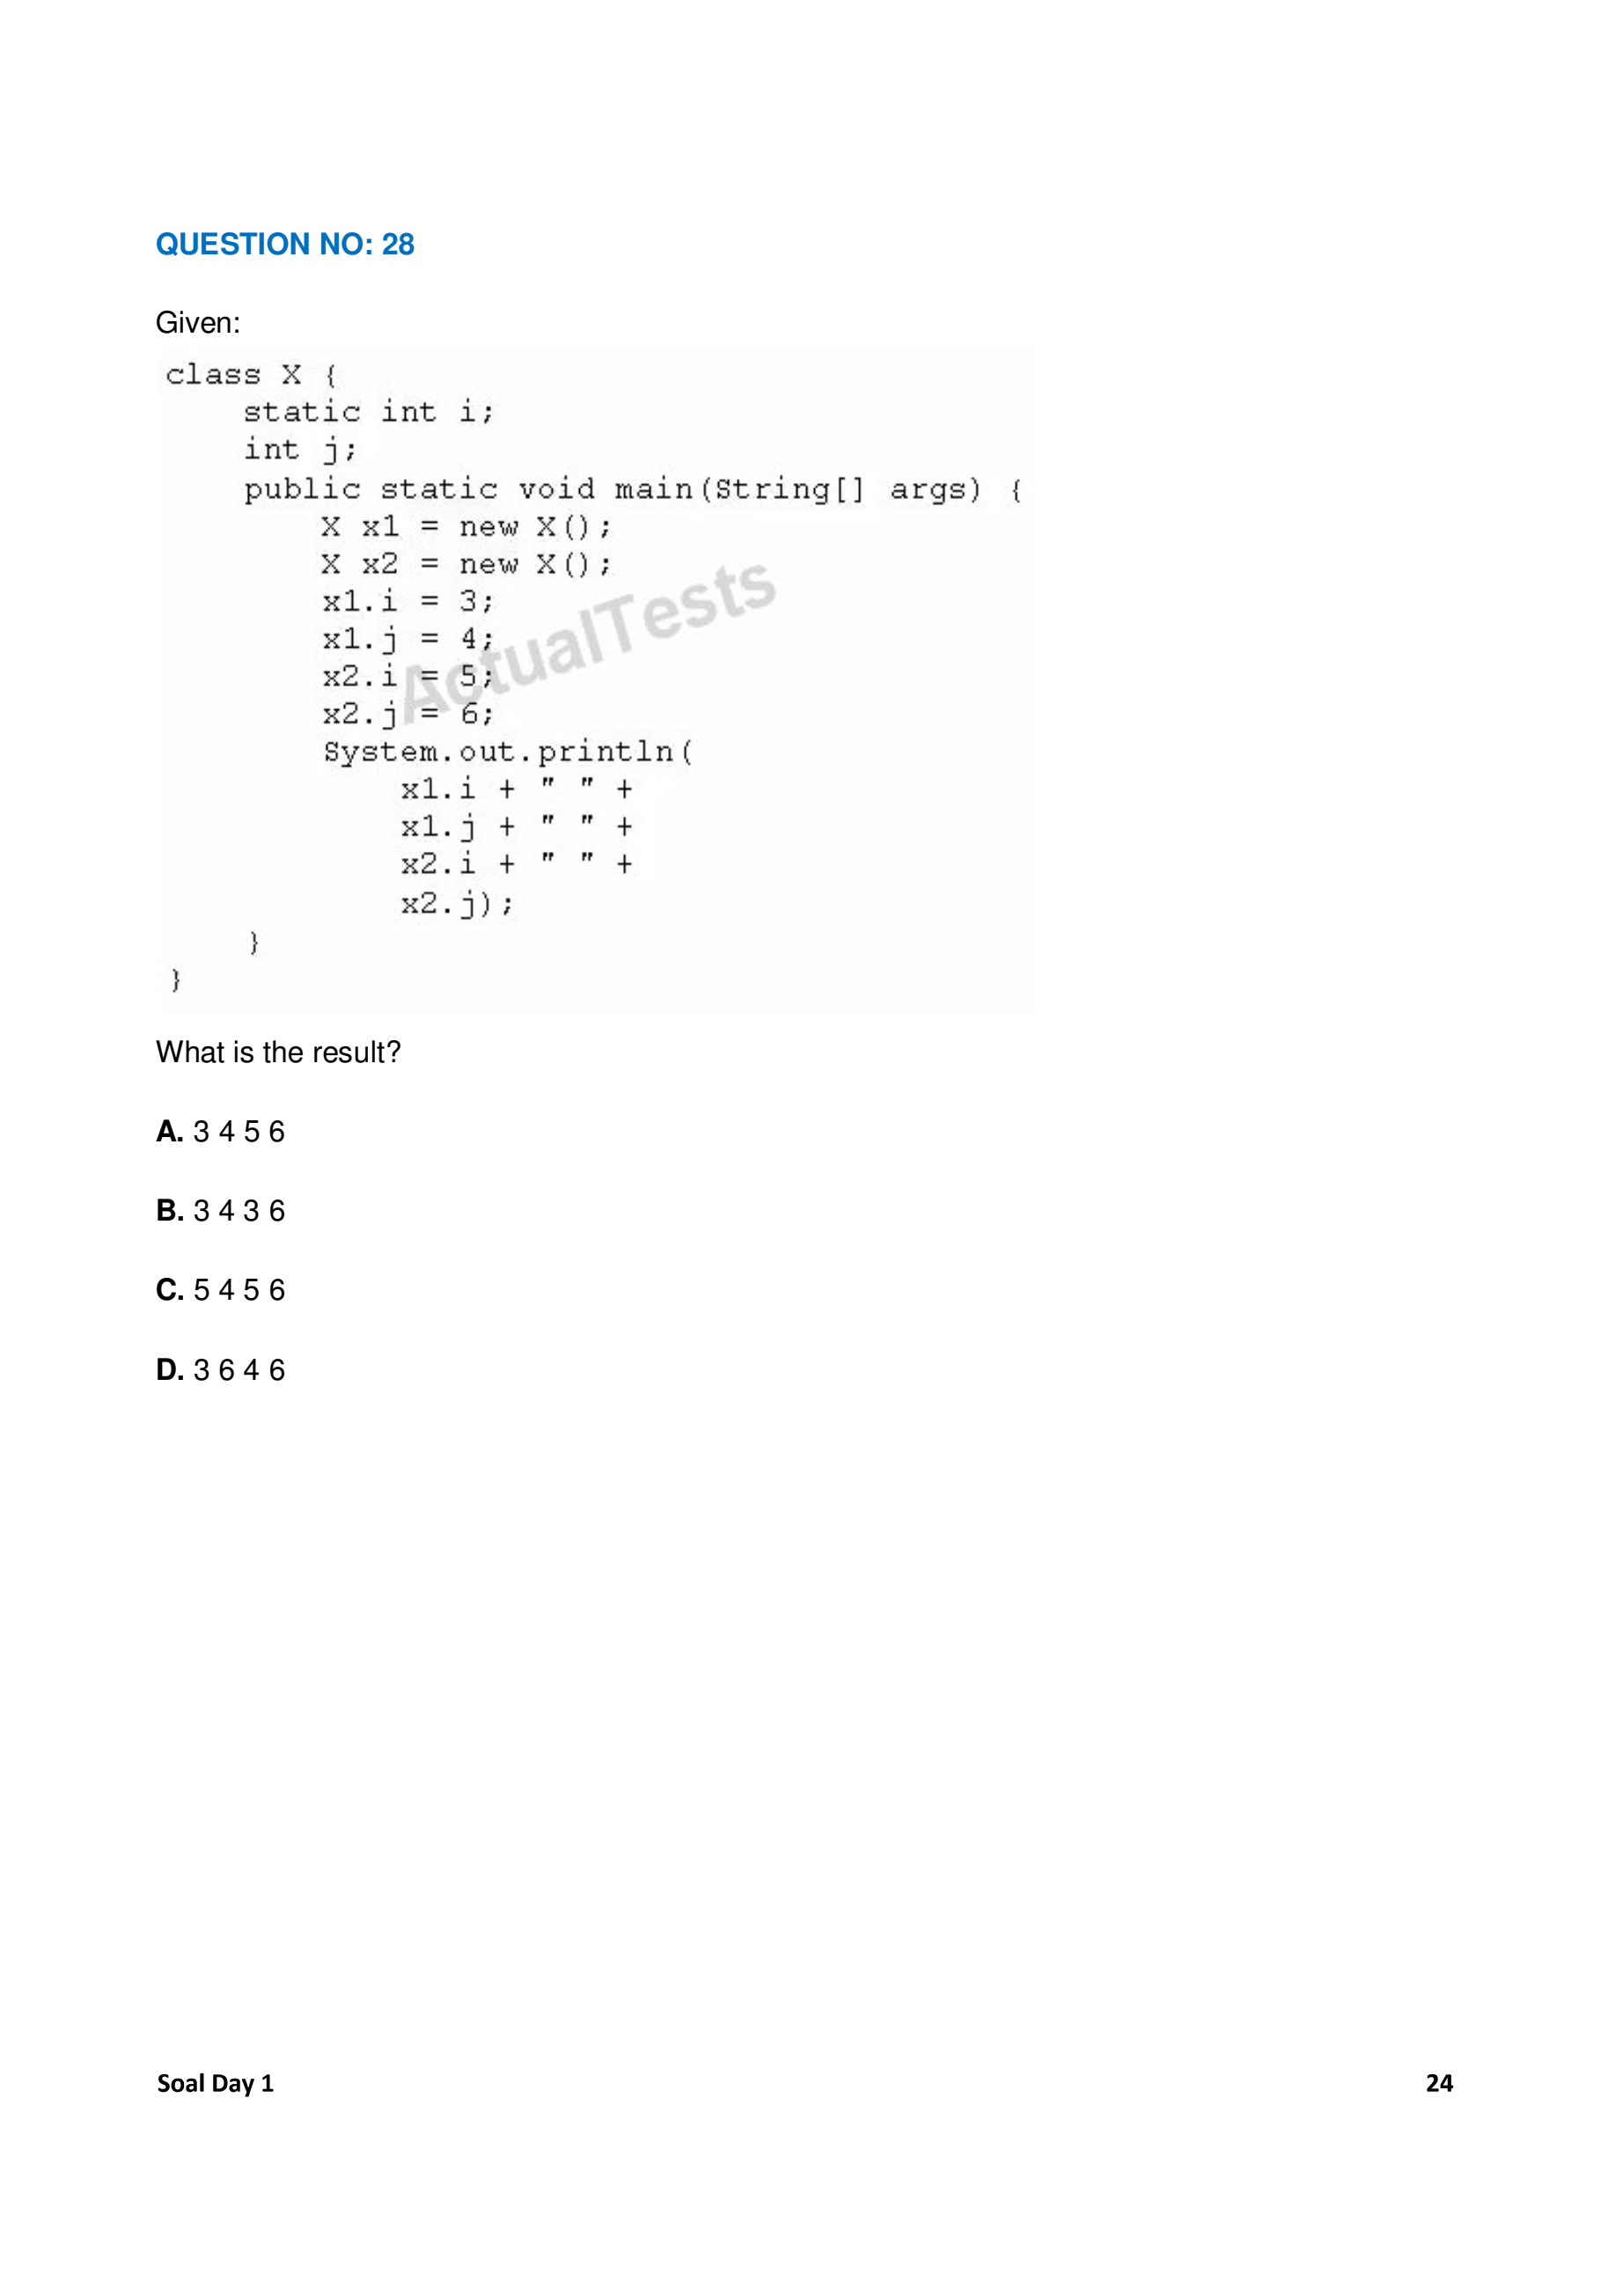 QUESTION NO: 28
Given:
class X {
static int i;
int j;
public static void main(String[] args) {
X x1 = new X();
X x2 = new X();
x1.i = 3;
x1.j = 4;
x2.i = 5;
x2.j = 6;
System.out.println(
x1.i + " " +
x1.j + " " +
x2.i + " " +
x2.j);
}
}
ActualTests
What is the result?
A. 3 4 5 6
B. 3 4 3 6
C. 5 4 5 6
D. 3 6 4 6
Soal Day 1
24